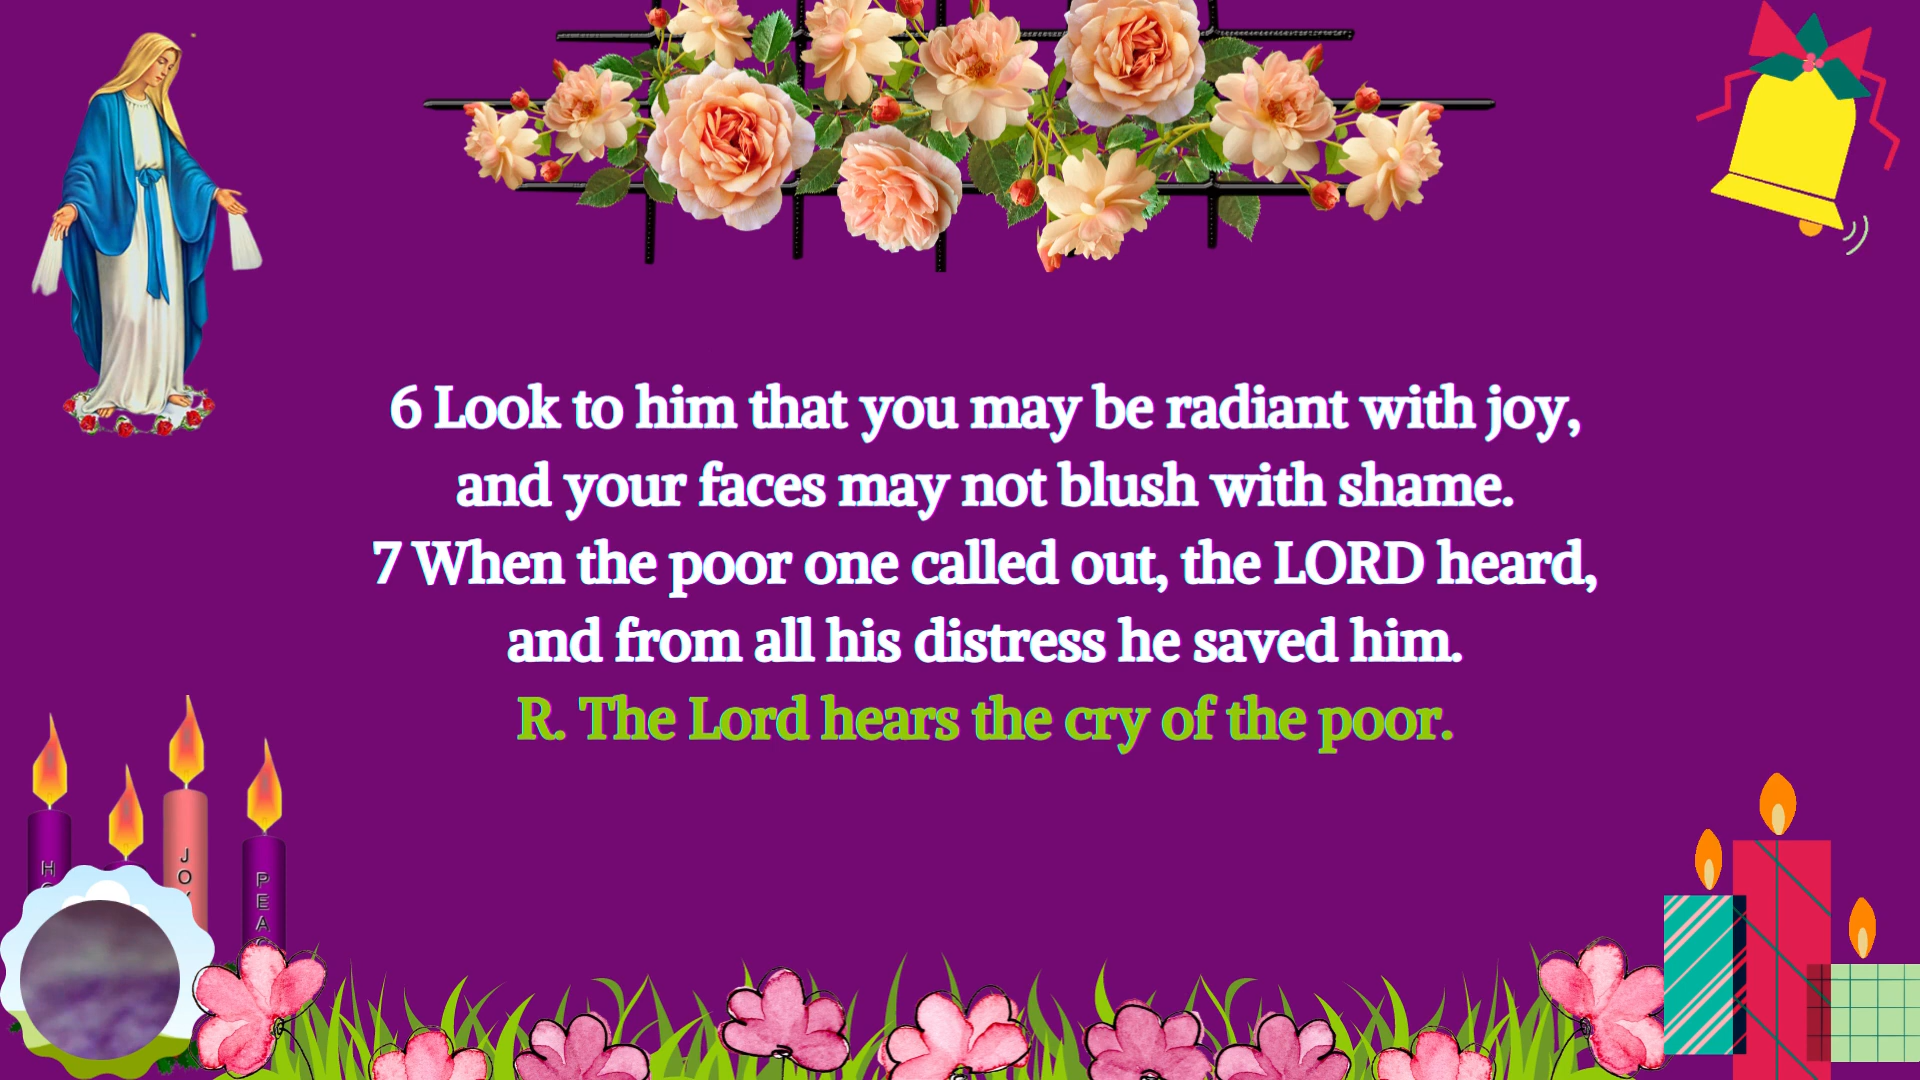 6 Look to him that you may be radiant with joy,
and your faces may not blush with shame.
7 When the poor one called out, the LORD heard,
and from all his distress he saved him.
R. The Lord hears the cry of the poor.